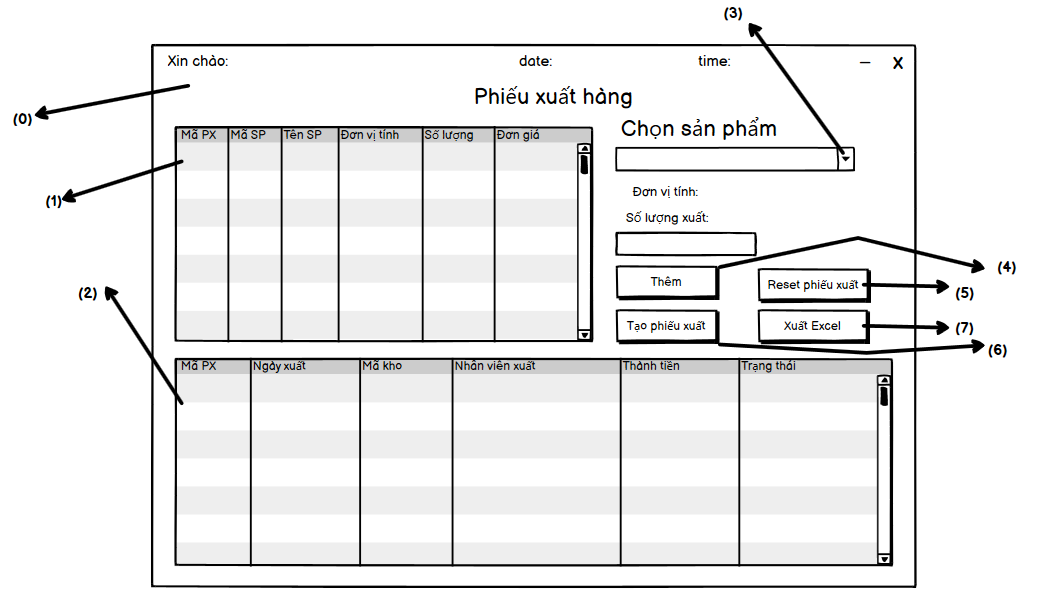 (3)
Xin chào: date: time: – X
Phiếu xuất hàng
(0)
Chọn sản phẩm
Mã PX Mã SP Tên SP Đơn vị tính Số lượng Đơn giá
Đơn vị tính:
(1)
Số lượng xuất:
(4)
Thêm Reset phiếu xuất
(2)
(5)
Tạo phiếu xuất Xuất Excel (7)
(6)
Mã PX Ngày xuất Mã kho Nhân viên xuất Thành tiền Trạng thái